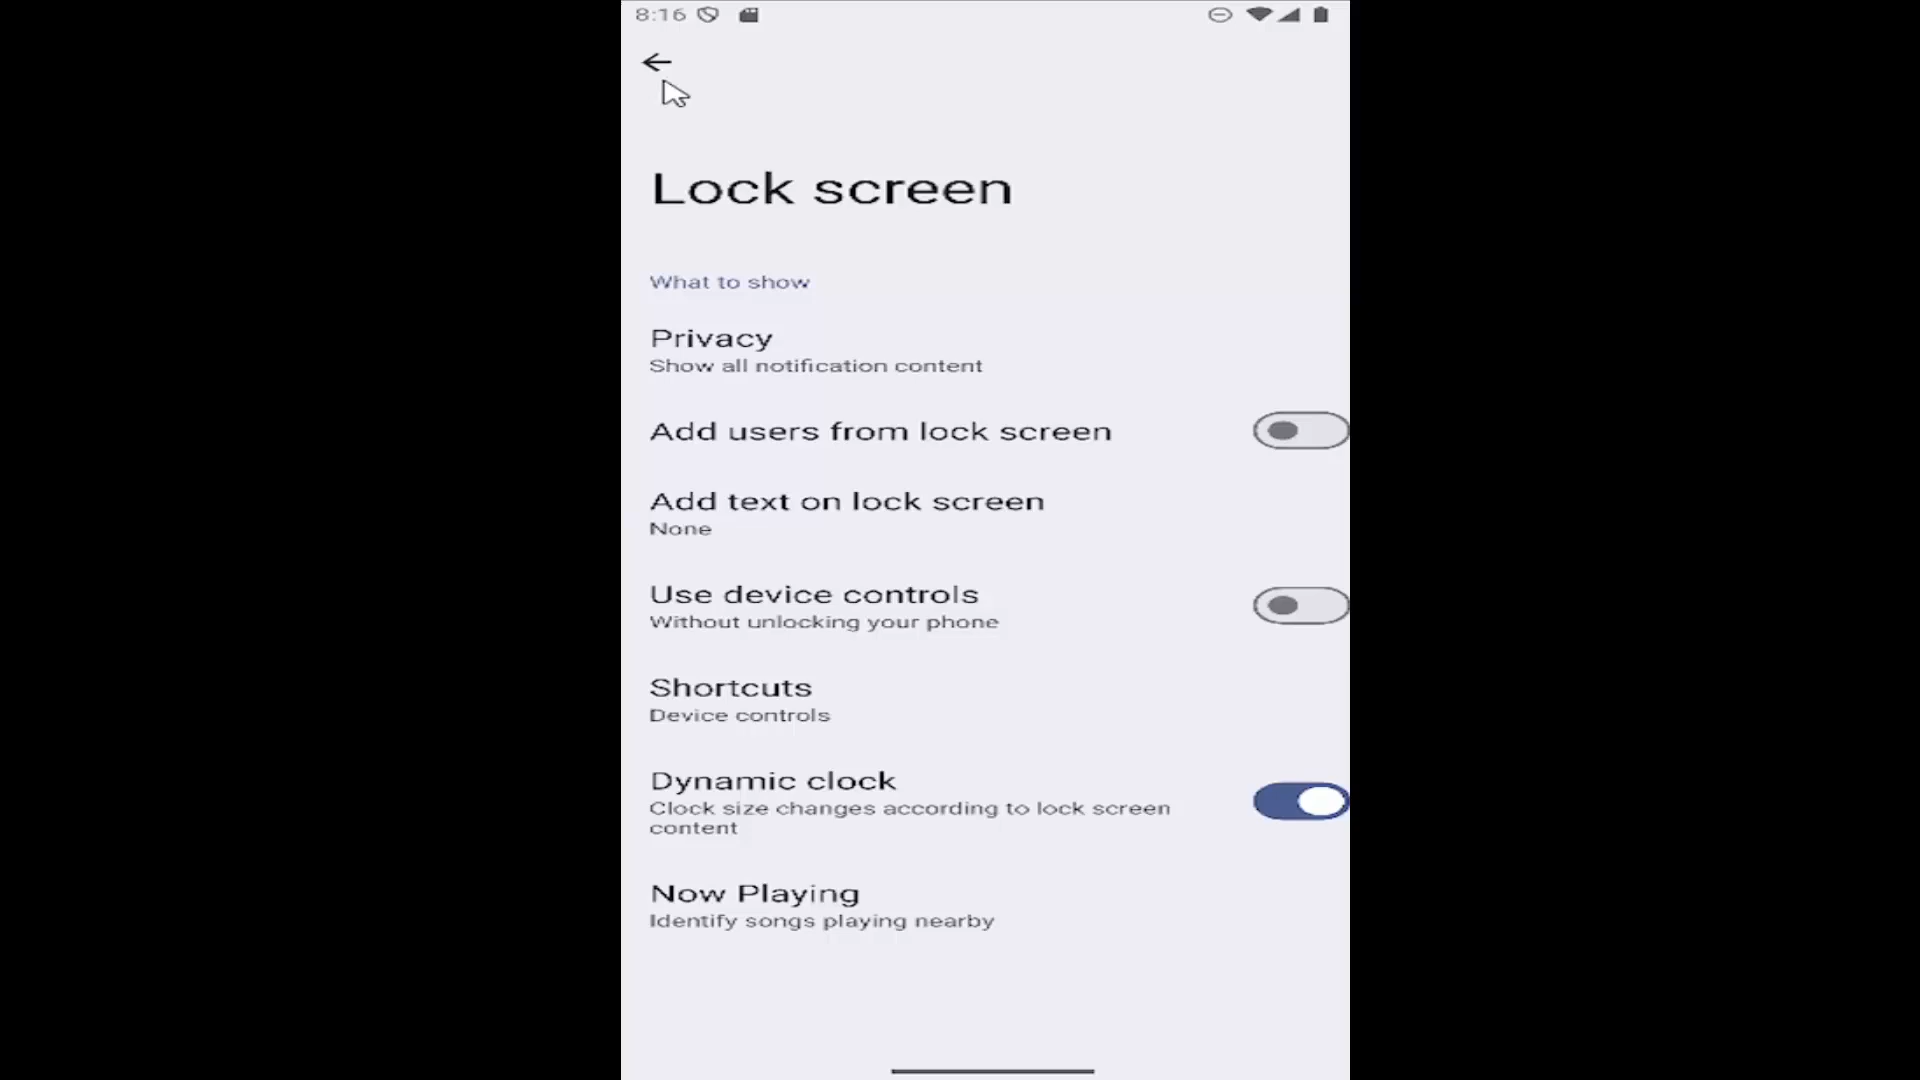 8:16
Lock screen
What to show
Privacy
Show all notification content
Add users from lock screen
Add text on lock screen
None
Use device controls
Without unlocking your phone
Shortcuts
Device controls
Dynamic clock
Clock size changes according to lock screen
content
Now Playing
Identify songs playing nearby